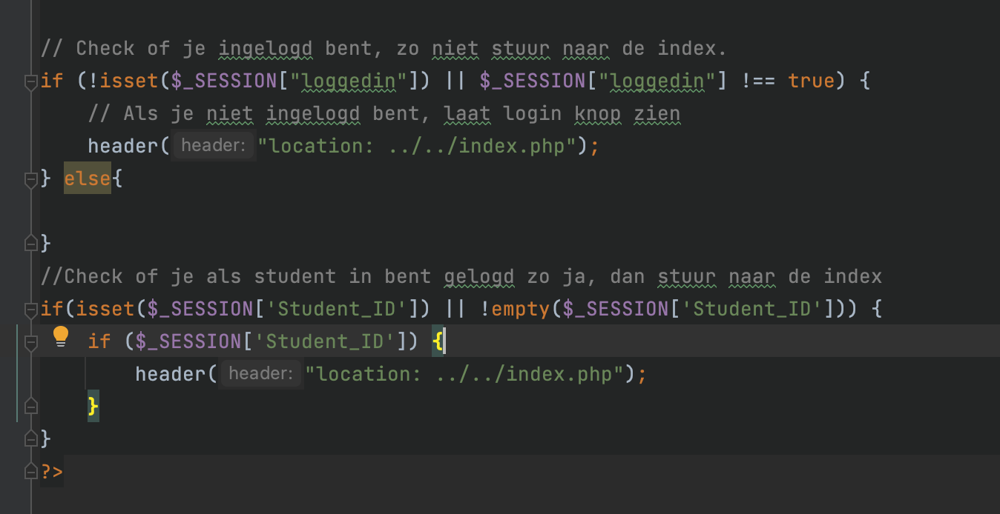 // Check of je ingelogd bent, zo niet stuur naar de index.
if (!isset($_SESSION["loggedin"]) || $_SESSION["loggedin"] !== true) {
// Als je niet ingelogd bent, laat login knop zien
header( header: "location: ../../index.php");
} else{
}
//Check of je als student in bent gelogd zo ja, dan stuur naar de index
if(isset($_SESSION['Student_ID']) || !empty($_SESSION['Student_ID'])) {
if ($_SESSION['Student_ID']) {
header( header: "location: ../../index.php");
}
}
?>